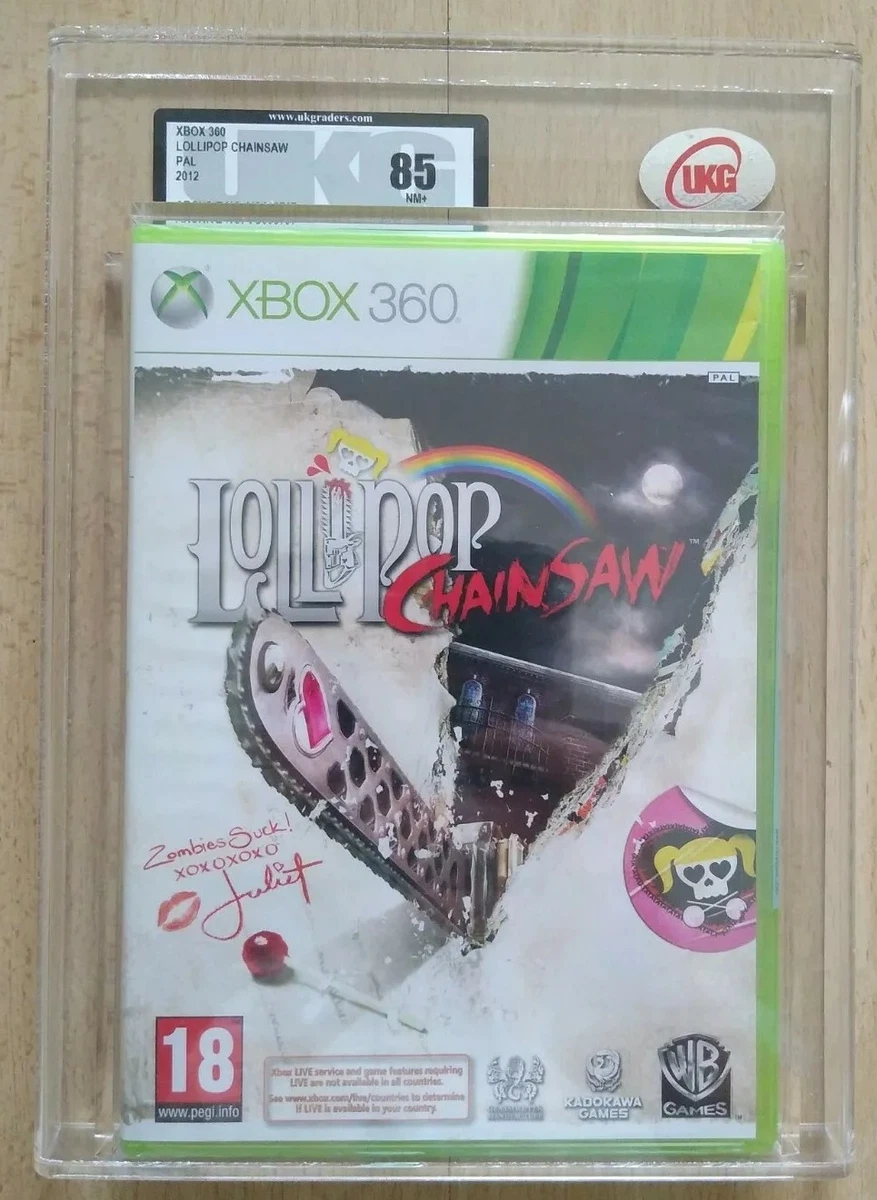 www.ukgraders.com
XBOX 360
LOLLIPOP CHAINSAW
PAL
2012
UKG
85
NM+
UKG
XBOX 360
PAL
LOLLIPOP
CHAINSAW™
Zombies Suck!
XOXOXOXO
Juliet
18
www.pegi.info
Xbox LIVE service and game features requiring
LIVE are not available in all countries.
See www.xbox.com/live/countries to determine
if LIVE is available in your country.
KADOKAWA
GAMES
WB
GAMES